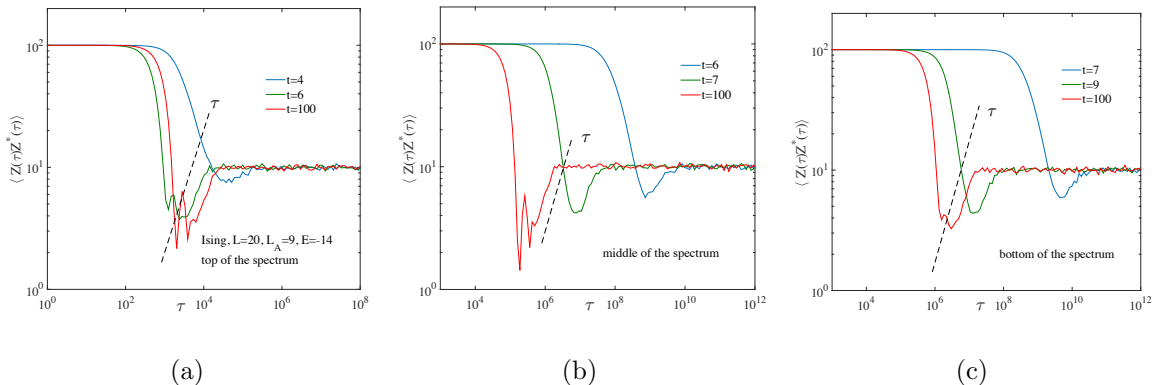 10^2
10^1
10^0
⟨ Z(τ)Z^*(τ)⟩
t=4
t=6
t=100
τ
Ising, L=20, L_A=9, E=-14
top of the spectrum
10^0 10^2 10^4 10^6 10^8
τ
(a)
10^2
10^1
10^0
⟨ Z(τ)Z^*(τ)⟩
t=6
t=7
t=100
τ
middle of the spectrum
10^4 10^6 10^8 10^10 10^12
τ
(b)
10^2
10^1
10^0
⟨ Z(τ)Z^*(τ)⟩
t=7
t=9
t=100
τ
bottom of the spectrum
10^4 10^6 10^8 10^10 10^12
τ
(c)